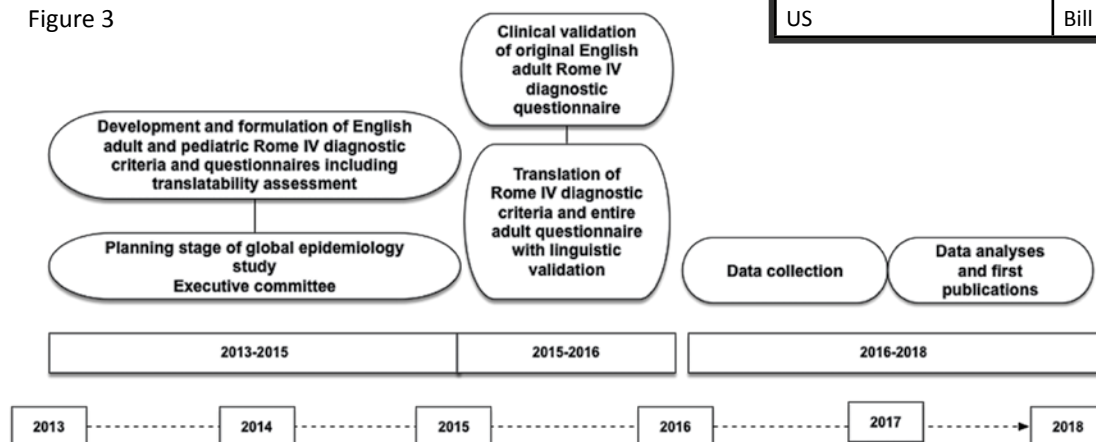 Figure 3
US
Bill
Clinical validation
of original English
adult Rome IV
diagnostic
questionnaire
Development and formulation of English
adult and pediatric Rome IV diagnostic
criteria and questionnaires including
translatability assessment
Translation of
Rome IV diagnostic
criteria and entire
adult questionnaire
with linguistic
validation
Planning stage of global epidemiology
study
Executive committee
Data collection
Data analyses
and first
publications
2013-2015
2015-2016
2016-2018
2013
2014
2015
2016
2017
2018